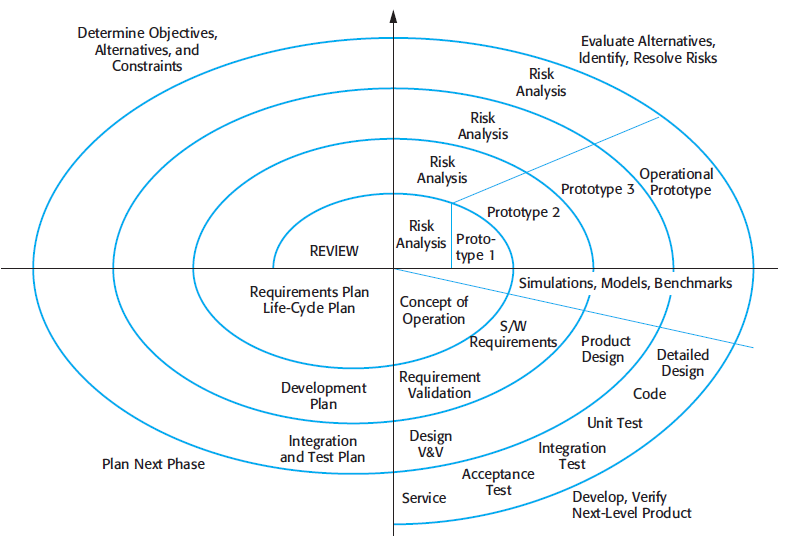 Determine Objectives,
Alternatives, and
Constraints
Evaluate Alternatives,
Identify, Resolve Risks
Risk
Analysis
Risk
Analysis
Risk
Analysis
Risk
Analysis
Proto-
type 1
Prototype 2
Prototype 3
Operational
Prototype
REVIEW
Simulations, Models, Benchmarks
Requirements Plan
Life-Cycle Plan
Concept of
Operation
S/W
Requirements
Product
Design
Detailed
Design
Development
Plan
Requirement
Validation
Code
Unit Test
Integration
and Test Plan
Design
V&V
Integration
Test
Acceptance
Test
Service
Plan Next Phase
Develop, Verify
Next-Level Product